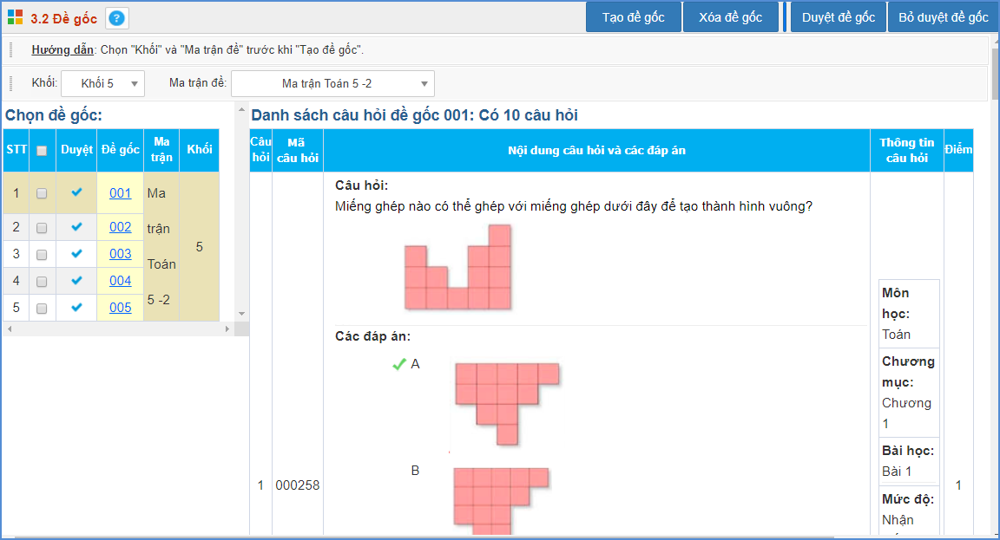 3.2 Đề gốc
?
Tạo đề gốc
Xóa đề gốc
Duyệt đề gốc
Bỏ duyệt đề gốc
Hướng dẫn: Chọn "Khối" và "Ma trận đề" trước khi "Tạo đề gốc".
Khối: Khối 5 Ma trận đề: Ma trận Toán 5 -2
Chọn đề gốc:
STT Duyệt Đề gốc Ma trận Khối
1 001 Ma
2 002 trận
5
3 003 Toán
4 004
5 005 5 -2
Danh sách câu hỏi đề gốc 001: Có 10 câu hỏi
Câu hỏi Mã câu hỏi Nội dung câu hỏi và các đáp án Thông tin câu hỏi Điểm
1 000258
Câu hỏi:
Miếng ghép nào có thể ghép với miếng ghép dưới đây để tạo thành hình vuông?
Các đáp án:
A
B
Môn
học:
Toán
Chương
mục:
Chương
1
Bài học:
Bài 1
Mức độ:
Nhận
1